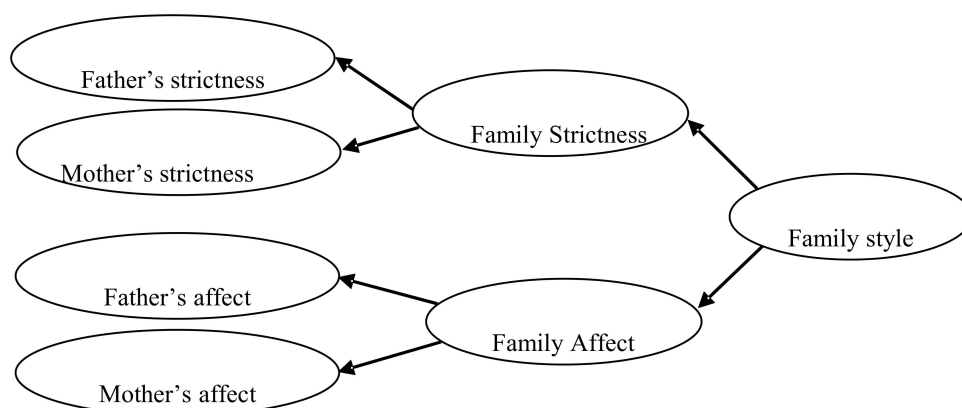 Father’s strictness
Mother’s strictness
Family Strictness
Family style
Father’s affect
Mother’s affect
Family Affect